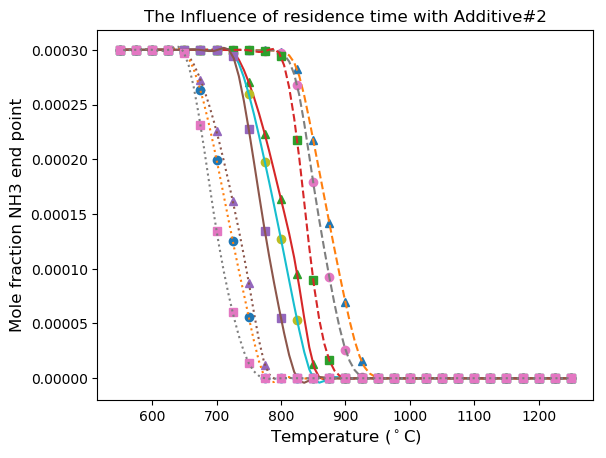 The Influence of residence time with Additive#2
Mole fraction NH3 end point
0.00030
0.00025
0.00020
0.00015
0.00010
0.00005
0.00000
600 700 800 900 1000 1100 1200
Temperature (°C)